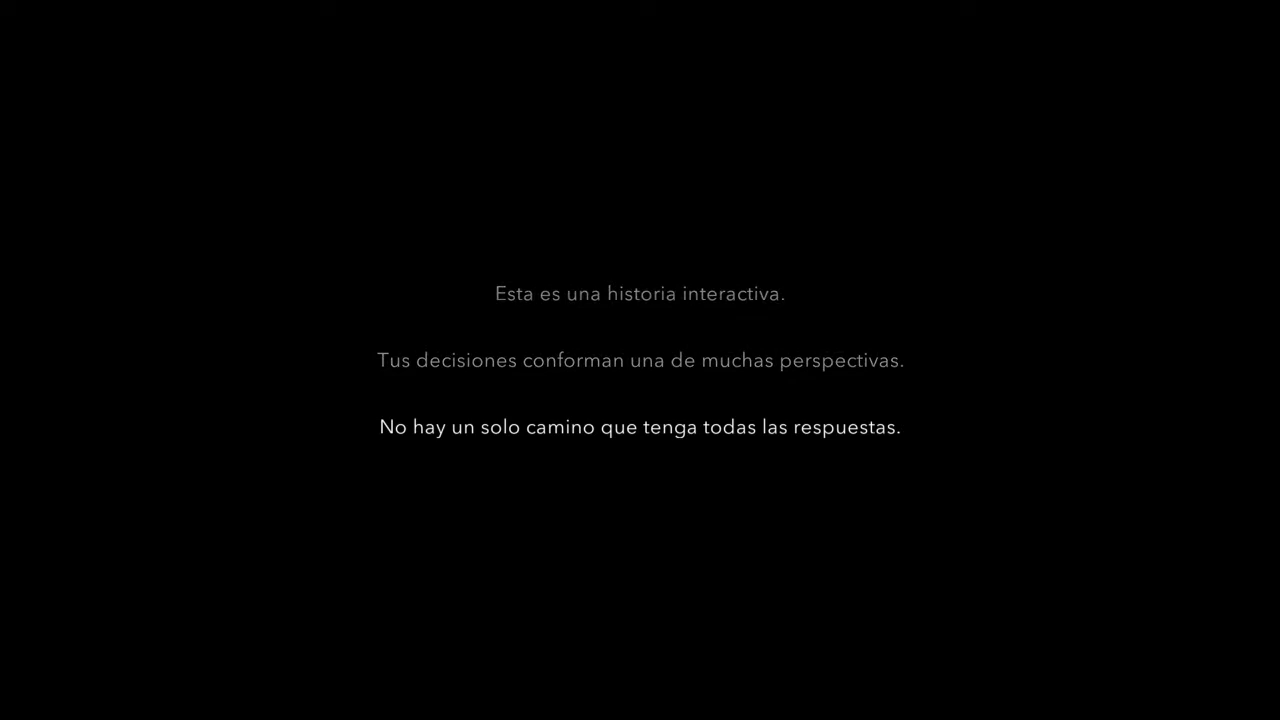 Esta es una historia interactiva.
Tus decisiones conforman una de muchas perspectivas.
No hay un solo camino que tenga todas las respuestas.